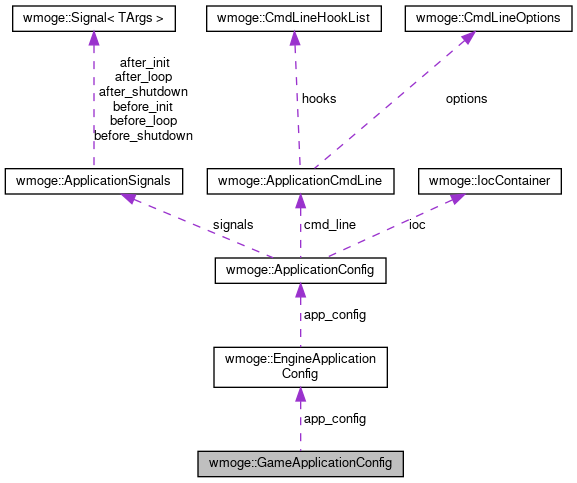 wmoge::Signal< TArgs >
wmoge::CmdLineHookList
wmoge::CmdLineOptions
after_init
after_loop
after_shutdown
before_init
before_loop
before_shutdown
hooks
options
wmoge::ApplicationSignals
wmoge::ApplicationCmdLine
wmoge::IocContainer
signals
cmd_line
ioc
wmoge::ApplicationConfig
app_config
wmoge::EngineApplication
Config
app_config
wmoge::GameApplicationConfig